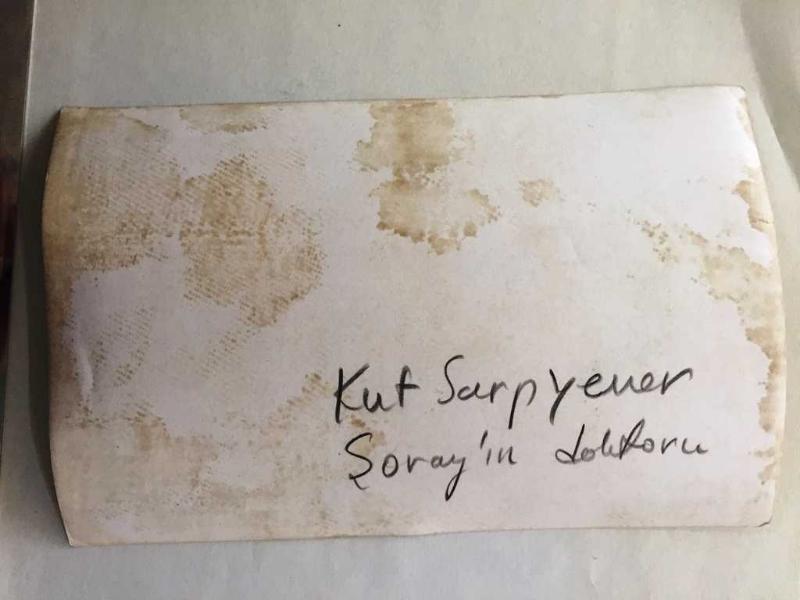 Kut Sarpyener
Şoray'ın doktoru